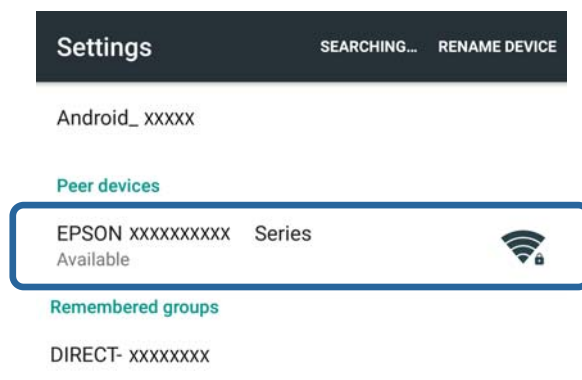 Settings SEARCHING... RENAME DEVICE
Android_ xxxxx
Peer devices
EPSON xxxxxxxxxx Series
Available
Remembered groups
DIRECT- xxxxxxxx